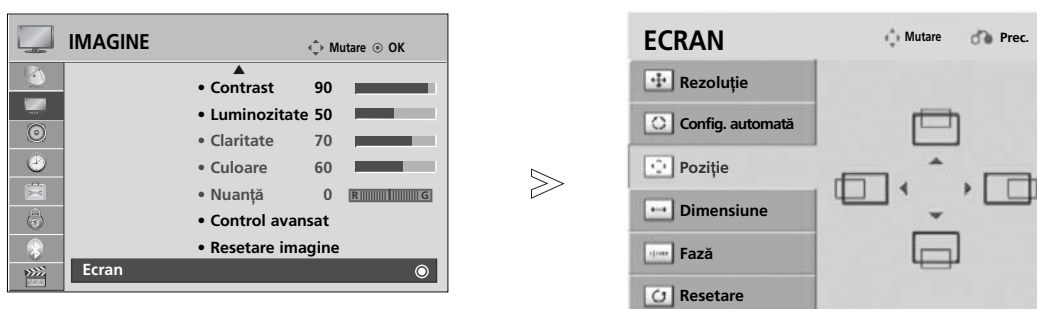 IMAGINE
Mutare OK
• Contrast 90
• Luminozitate 50
• Claritate 70
• Culoare 60
• Nuanță 0 R G
• Control avansat
• Resetare imagine
Ecran
ECRAN
Mutare Prec.
Rezoluție
Config. automată
Poziție
Dimensiune
Fază
Resetare